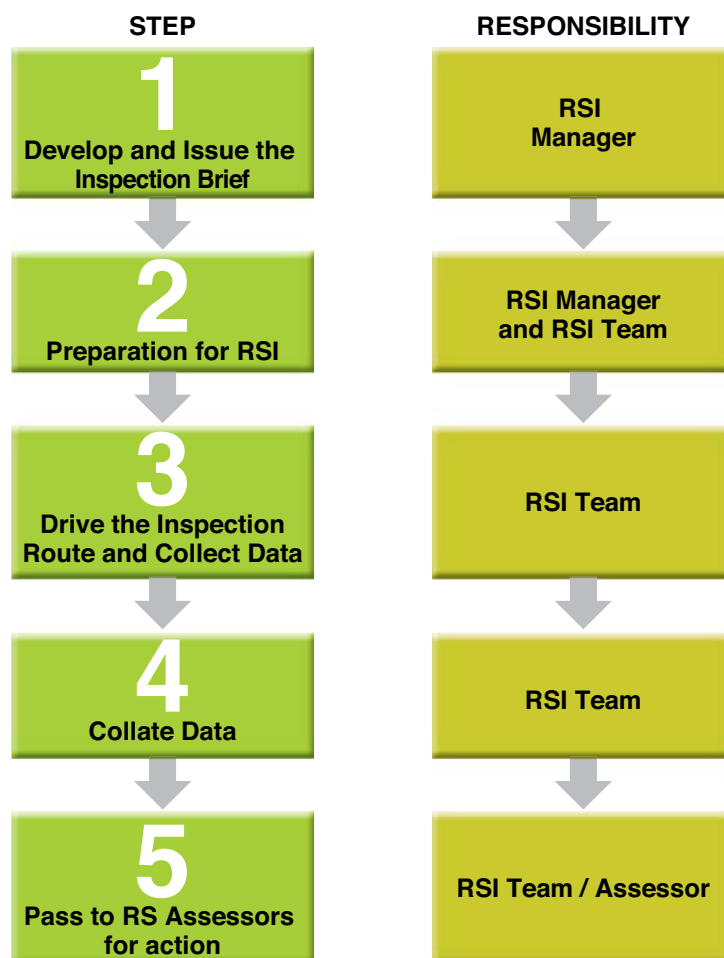 STEP
RESPONSIBILITY
1
Develop and Issue the
Inspection Brief
RSI
Manager
2
Preparation for RSI
RSI Manager
and RSI Team
3
Drive the Inspection
Route and Collect Data
RSI Team
4
Collate Data
RSI Team
5
Pass to RS Assessors
for action
RSI Team / Assessor